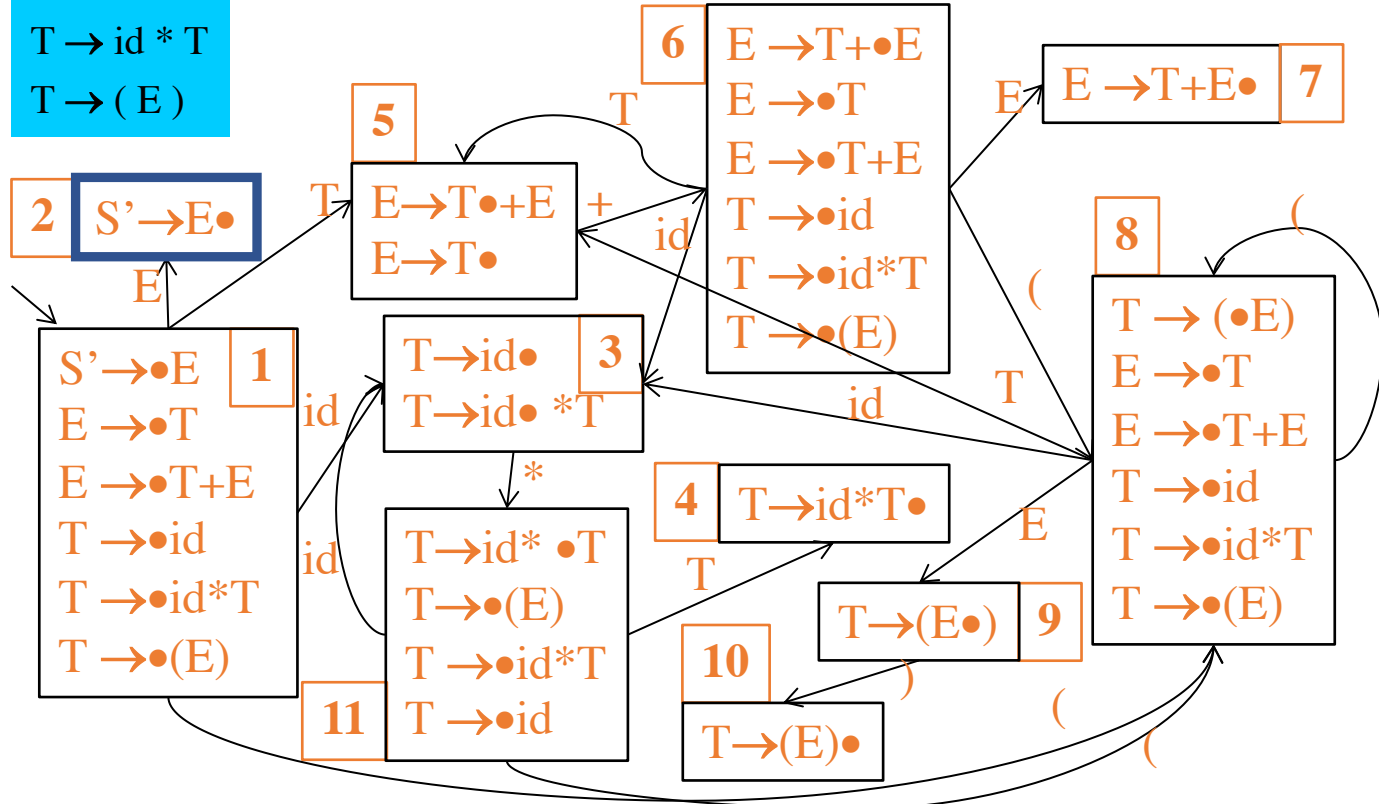 T → id * T
T → ( E )
2
S’→E●
E
5
E→T●+E
E→T●
T
T
+
id
6
E →T+●E
E →●T
E →●T+E
T →●id
T →●id*T
T →●(E)
E
E →T+E●
7
(
T
id
8
T → (●E)
E →●T
E →●T+E
T →●id
T →●id*T
T →●(E)
(
1
S’→●E
E →●T
E →●T+E
T →●id
T →●id*T
T →●(E)
id
id
3
T→id●
T→id● *T
*
11
T→id* ●T
T→●(E)
T →●id*T
T →●id
T
4
T→id*T●
E
T→(E●)
9
)
10
T→(E)●
(
(